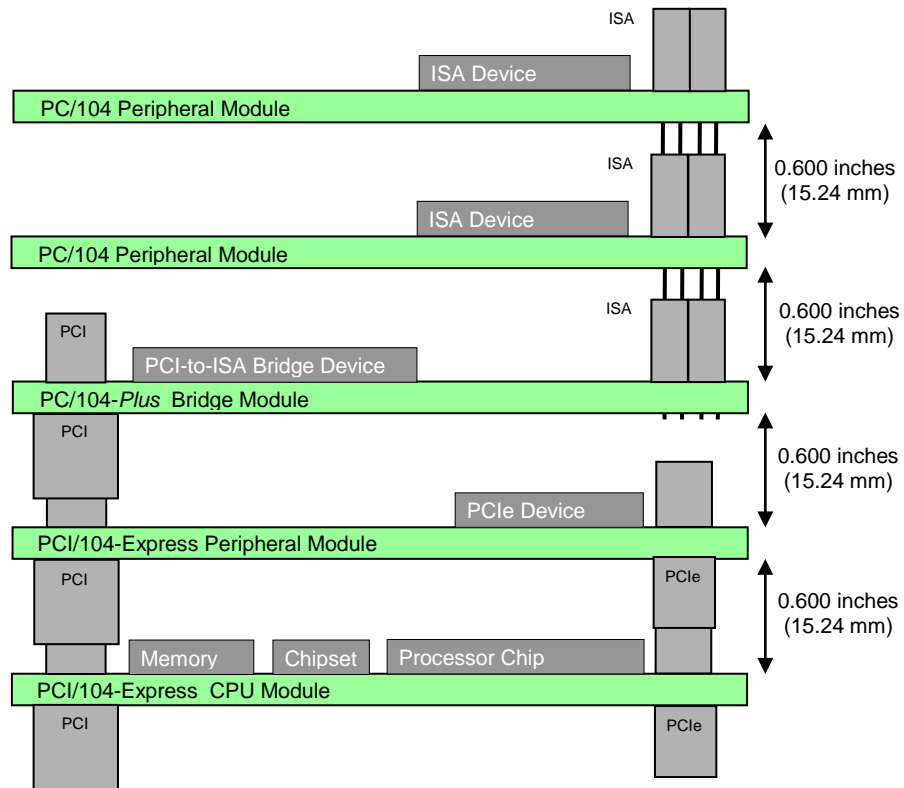 ISA
ISA Device
PC/104 Peripheral Module
0.600 inches
(15.24 mm)
ISA
ISA Device
PC/104 Peripheral Module
0.600 inches
(15.24 mm)
ISA
PCI
PCI-to-ISA Bridge Device
PC/104-Plus Bridge Module
PCI
0.600 inches
(15.24 mm)
PCIe Device
PCI/104-Express Peripheral Module
PCI
PCIe
0.600 inches
(15.24 mm)
Memory
Chipset
Processor Chip
PCI/104-Express CPU Module
PCI
PCIe